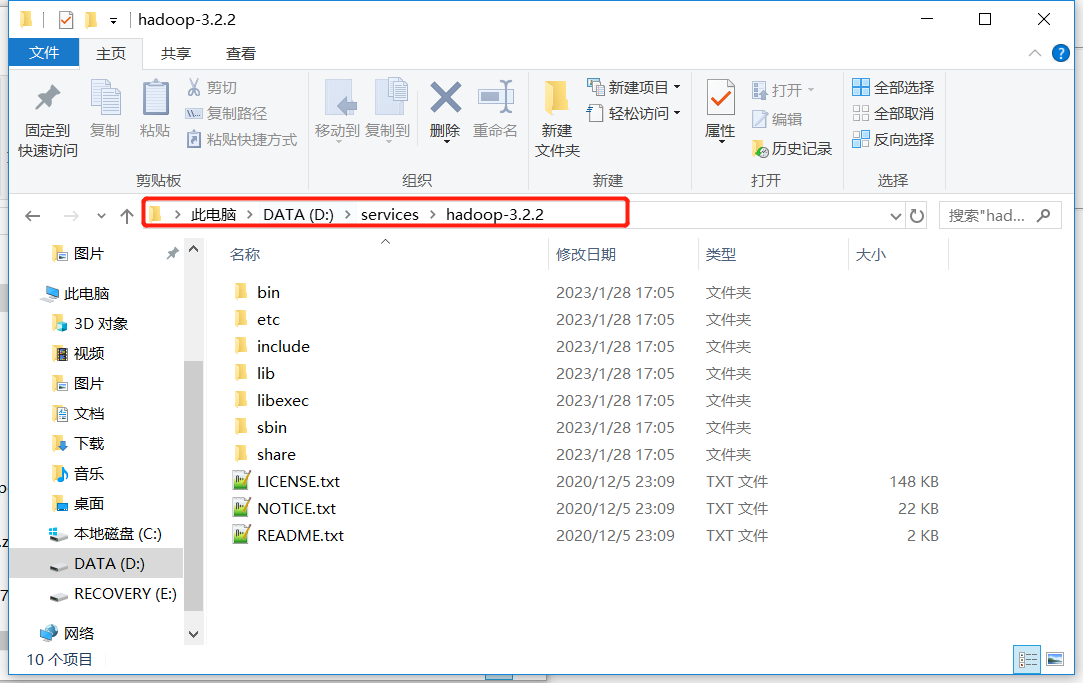 hadoop-3.2.2
文件 主页 共享 查看
固定到快速访问 复制 粘贴 剪切 复制路径 粘贴快捷方式 移动到 复制到 删除 重命名 新建文件夹 新建项目 轻松访问 属性 打开 编辑 历史记录 全部选择 全部取消 反向选择
剪贴板 组织 新建 打开 选择
此电脑 DATA (D:) services hadoop-3.2.2 搜索"had...
名称 修改日期 类型 大小
图片
此电脑
3D 对象
视频
图片
文档
下载
音乐
桌面
本地磁盘 (C:)
DATA (D:)
RECOVERY (E:)
网络
bin 2023/1/28 17:05 文件夹
etc 2023/1/28 17:05 文件夹
include 2023/1/28 17:05 文件夹
lib 2023/1/28 17:05 文件夹
libexec 2023/1/28 17:05 文件夹
sbin 2023/1/28 17:05 文件夹
share 2023/1/28 17:05 文件夹
LICENSE.txt 2020/12/5 23:09 TXT 文件 148 KB
NOTICE.txt 2020/12/5 23:09 TXT 文件 22 KB
README.txt 2020/12/5 23:09 TXT 文件 2 KB
10 个项目